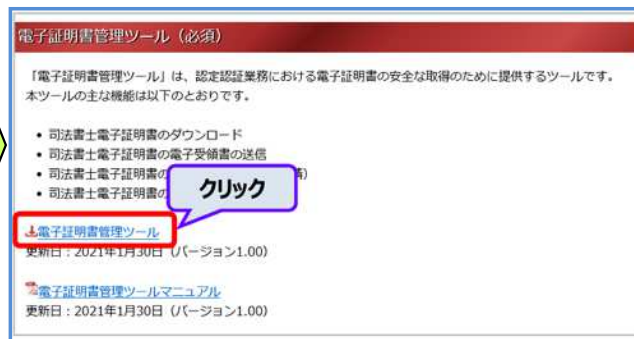 電子証明書管理ツール（必須）
「電子証明書管理ツール」は、認定認証業務における電子証明書の安全な取得のために提供するツールです。
本ツールの主な機能は以下のとおりです。
• 司法書士電子証明書のダウンロード
• 司法書士電子証明書の電子受領書の送信
• 司法書士電子証明書の
• 司法書士電子証明書の
クリック
電子証明書管理ツール
更新日：2021年1月30日（バージョン1.00）
電子証明書管理ツールマニュアル
更新日：2021年1月30日（バージョン1.00）